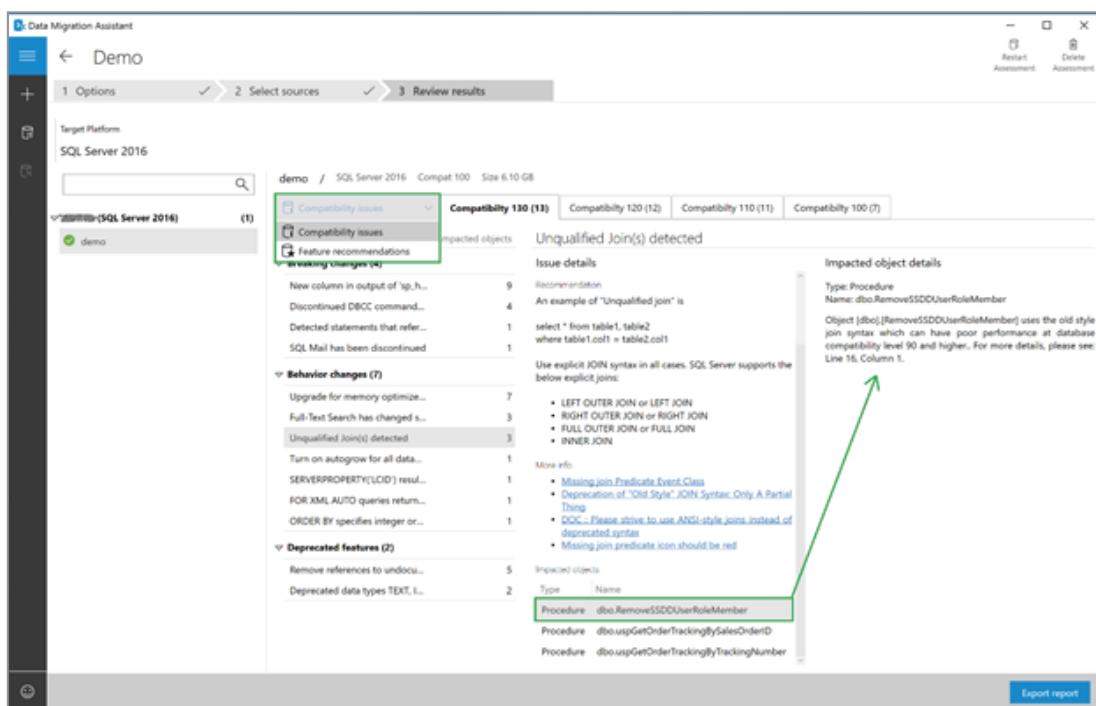 Data Migration Assistant
Demo
Restart Assessment
Delete Assessment
1 Options
2 Select sources
3 Review results
Target Platform
SQL Server 2016
demo / SQL Server 2016 Compat 100 Size 6.10 GB
(SQL Server 2016) (1)
demo
Compatibility issues
Compatibilty 130 (13)
Compatibilty 120 (12)
Compatibilty 110 (11)
Compatibilty 100 (7)
Compatibility issues
Feature recommendations
mpacted objects
Breaking changes (4)
New column in output of 'sp_h... 9
Discontinued DBCC command... 4
Detected statements that refer... 1
SQL Mail has been discontinued 1
Behavior changes (7)
Upgrade for memory optimize... 7
Full-Text Search has changed s... 3
Unqualified Join(s) detected 3
Turn on autogrow for all data... 1
SERVERPROPERTY('LCID') resul... 1
FOR XML AUTO queries return... 1
ORDER BY specifies integer or... 1
Deprecated features (2)
Remove references to undocu... 5
Deprecated data types TEXT, I... 2
Unqualified Join(s) detected
Issue details
Recommendation
An example of "Unqualified join" is
select * from table1, table2
where table1.col1 = table2.col1
Use explicit JOIN syntax in all cases. SQL Server supports the
below explicit joins:
• LEFT OUTER JOIN or LEFT JOIN
• RIGHT OUTER JOIN or RIGHT JOIN
• FULL OUTER JOIN or FULL JOIN
• INNER JOIN
More info
• Missing join Predicate Event Class
• Deprecation of "Old Style" JOIN Syntax: Only A Partial
Thing
• DOC : Please strive to use ANSI-style joins instead of
deprecated syntax
• Missing join predicate icon should be red
Impacted objects
Type Name
Procedure dbo.RemoveSSDDUserRoleMember
Procedure dbo.uspGetOrderTrackingBySalesOrderID
Procedure dbo.uspGetOrderTrackingByTrackingNumber
Impacted object details
Type: Procedure
Name: dbo.RemoveSSDDUserRoleMember
Object [dbo].[RemoveSSDDUserRoleMember] uses the old style
join syntax which can have poor performance at database
compatibility level 90 and higher.. For more details, please see:
Line 16, Column 1.
Export report